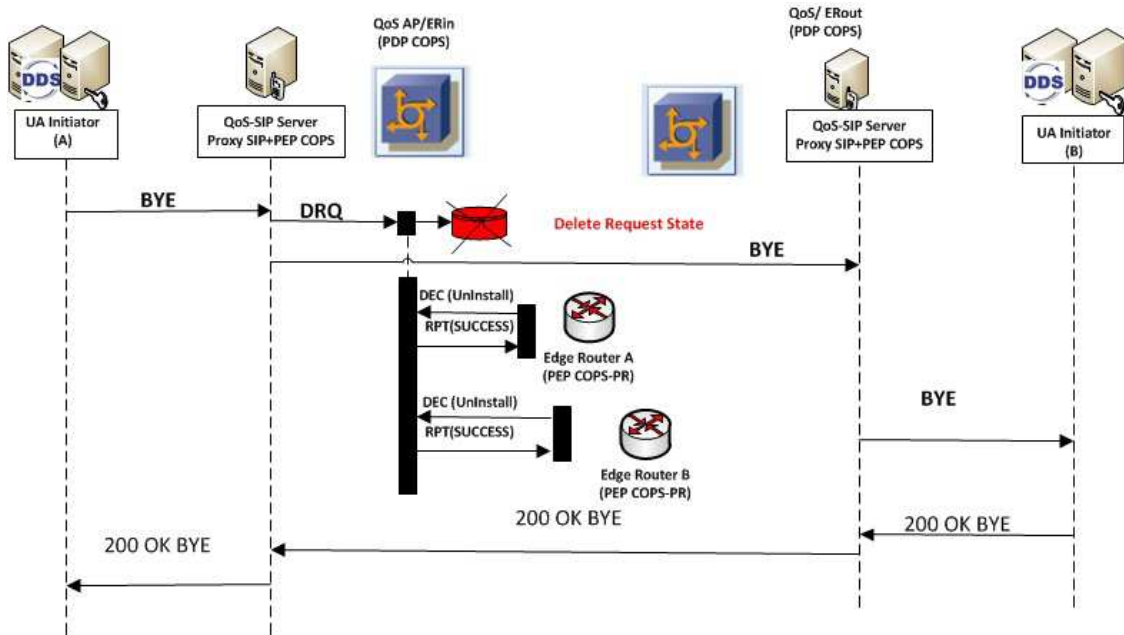 QoS AP/ERin
(PDP COPS)
QoS/ ERout
(PDP COPS)
DDS
DDS
UA Initiator
(A)
QoS-SIP Server
Proxy SIP+PEP COPS
QoS-SIP Server
Proxy SIP+PEP COPS
UA Initiator
(B)
BYE
DRQ
Delete Request State
BYE
DEC (UnInstall)
RPT(SUCCESS)
Edge Router A
(PEP COPS-PR)
DEC (UnInstall)
RPT(SUCCESS)
BYE
Edge Router B
(PEP COPS-PR)
200 OK BYE
200 OK BYE
200 OK BYE